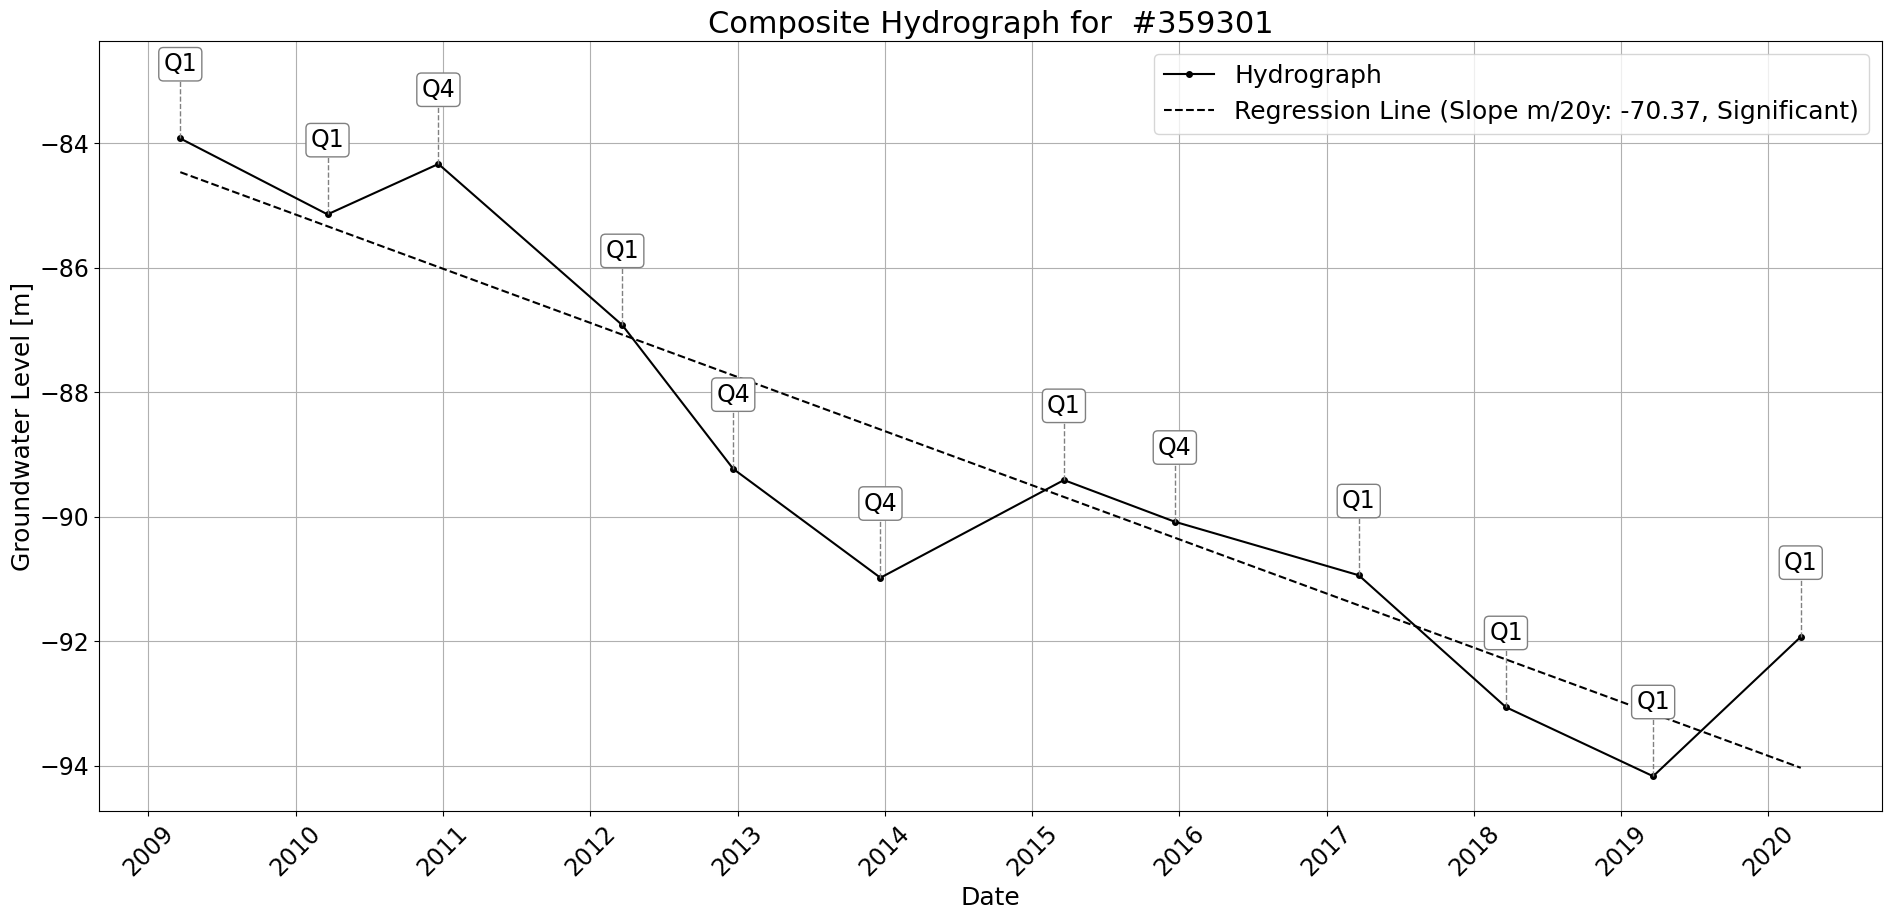 Composite Hydrograph for  #359301
Hydrograph
Regression Line (Slope m/20y: -70.37, Significant)
Q1
Q1
Q4
Q1
Q4
Q4
Q1
Q4
Q1
Q1
Q1
Q1
Groundwater Level [m]
−84
−86
−88
−90
−92
−94
2009
2010
2011
2012
2013
2014
2015
2016
2017
2018
2019
2020
Date